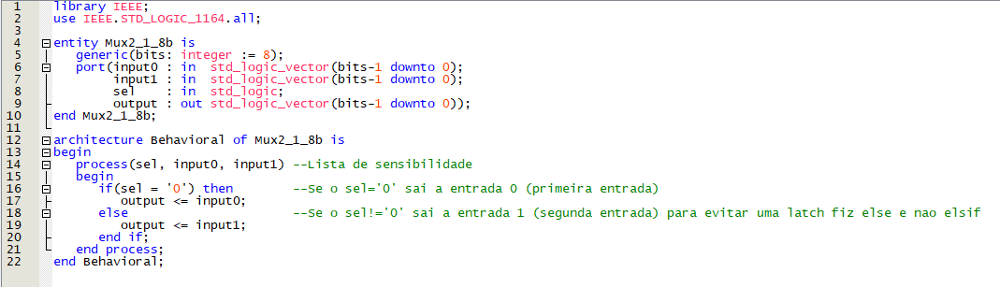 1 library IEEE;
2 use IEEE.STD_LOGIC_1164.all;
3
4 entity Mux2_1_8b is
5 generic(bits: integer := 8);
6 port(input0 : in std_logic_vector(bits-1 downto 0);
7 input1 : in std_logic_vector(bits-1 downto 0);
8 sel : in std_logic;
9 output : out std_logic_vector(bits-1 downto 0));
10 end Mux2_1_8b;
11
12 architecture Behavioral of Mux2_1_8b is
13 begin
14 process(sel, input0, input1) --Lista de sensibilidade
15 begin
16 if(sel = '0') then --Se o sel='0' sai a entrada 0 (primeira entrada)
17 output <= input0;
18 else --Se o sel!='0' sai a entrada 1 (segunda entrada) para evitar uma latch fiz else e nao elsif
19 output <= input1;
20 end if;
21 end process;
22 end Behavioral;